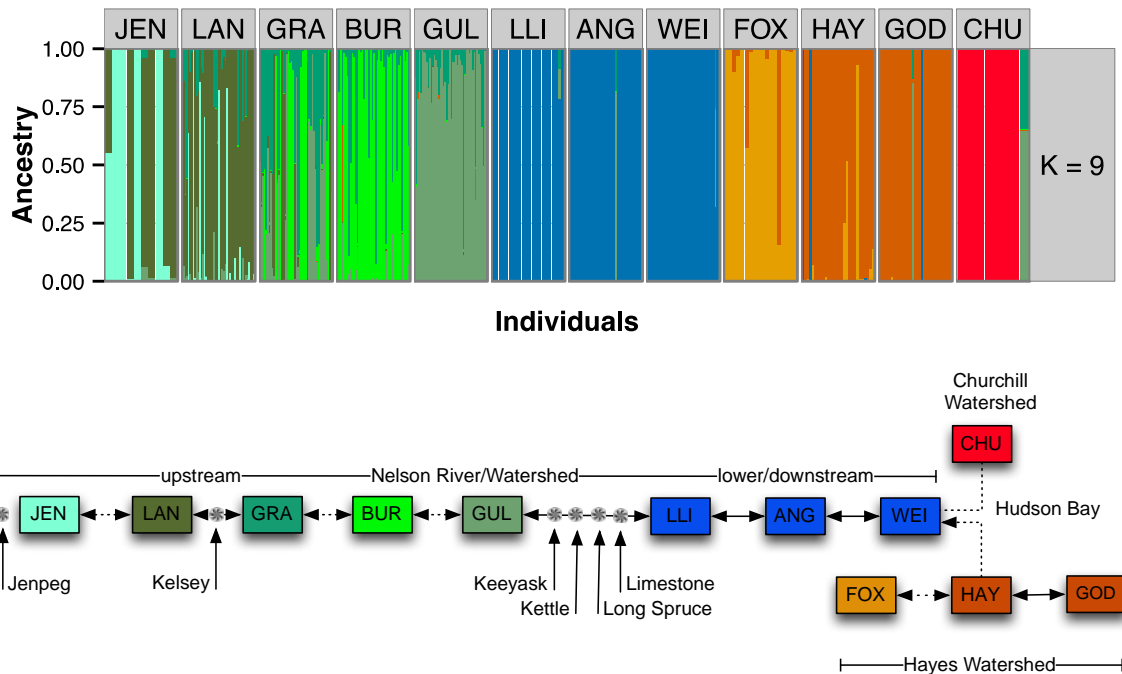 JEN LAN GRA BUR GUL LLI ANG WEI FOX HAY GOD CHU
1.00
0.75
0.50
0.25
0.00
Ancestry
K = 9
Individuals
Churchill
Watershed
CHU
upstream Nelson River/Watershed lower/downstream
JEN LAN GRA BUR GUL LLI ANG WEI
Hudson Bay
Jenpeg Kelsey Keeyask Limestone
Kettle Long Spruce
FOX HAY GOD
Hayes Watershed